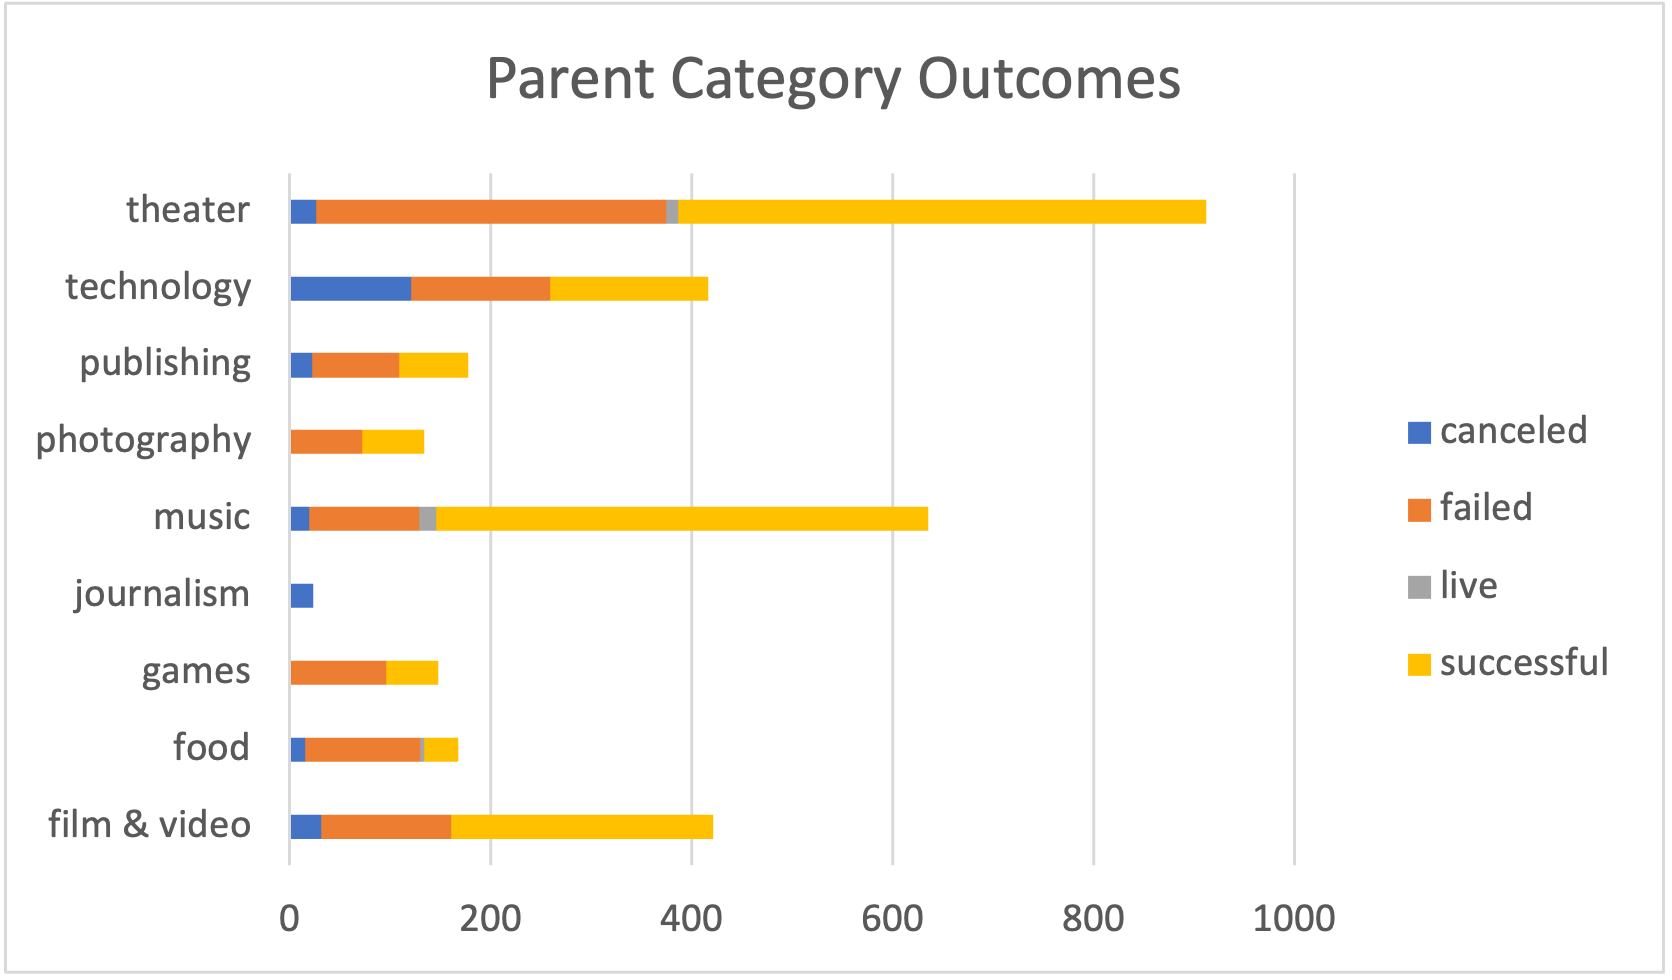 Parent Category Outcomes
theater
technology
publishing
photography
music
journalism
games
food
film & video
0 200 400 600 800 1000
canceled
failed
live
successful